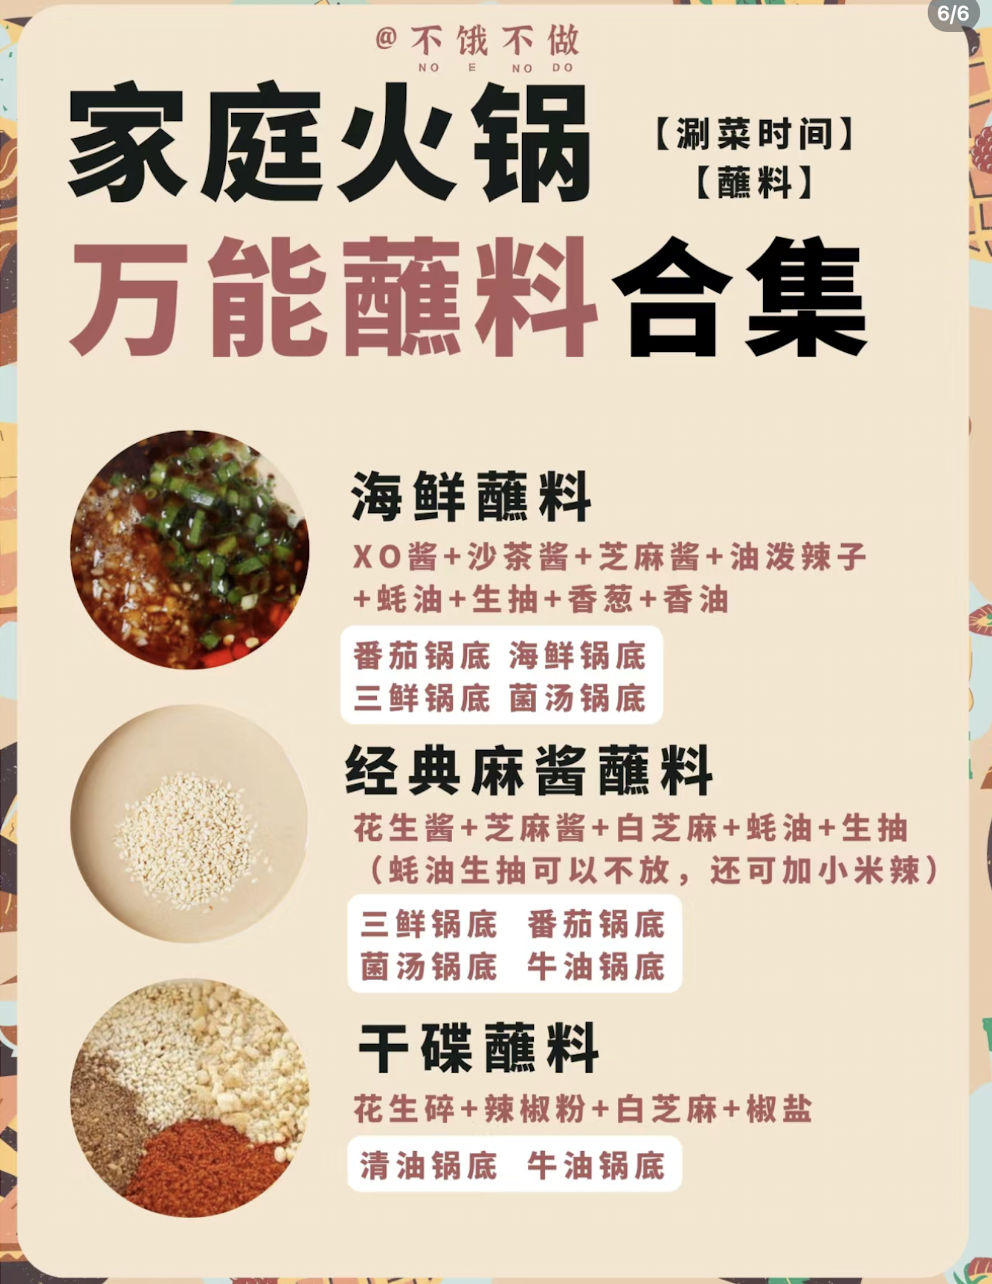 6/6
@不饿不做
NO E NO DO
家庭火锅
【涮菜时间】
【蘸料】
万能蘸料合集
海鲜蘸料
XO酱+沙茶酱+芝麻酱+油泼辣子
+蚝油+生抽+香葱+香油
番茄锅底 海鲜锅底
三鲜锅底 菌汤锅底
经典麻酱蘸料
花生酱+芝麻酱+白芝麻+蚝油+生抽
（蚝油生抽可以不放，还可加小米辣）
三鲜锅底 番茄锅底
菌汤锅底 牛油锅底
干碟蘸料
花生碎+辣椒粉+白芝麻+椒盐
清油锅底 牛油锅底